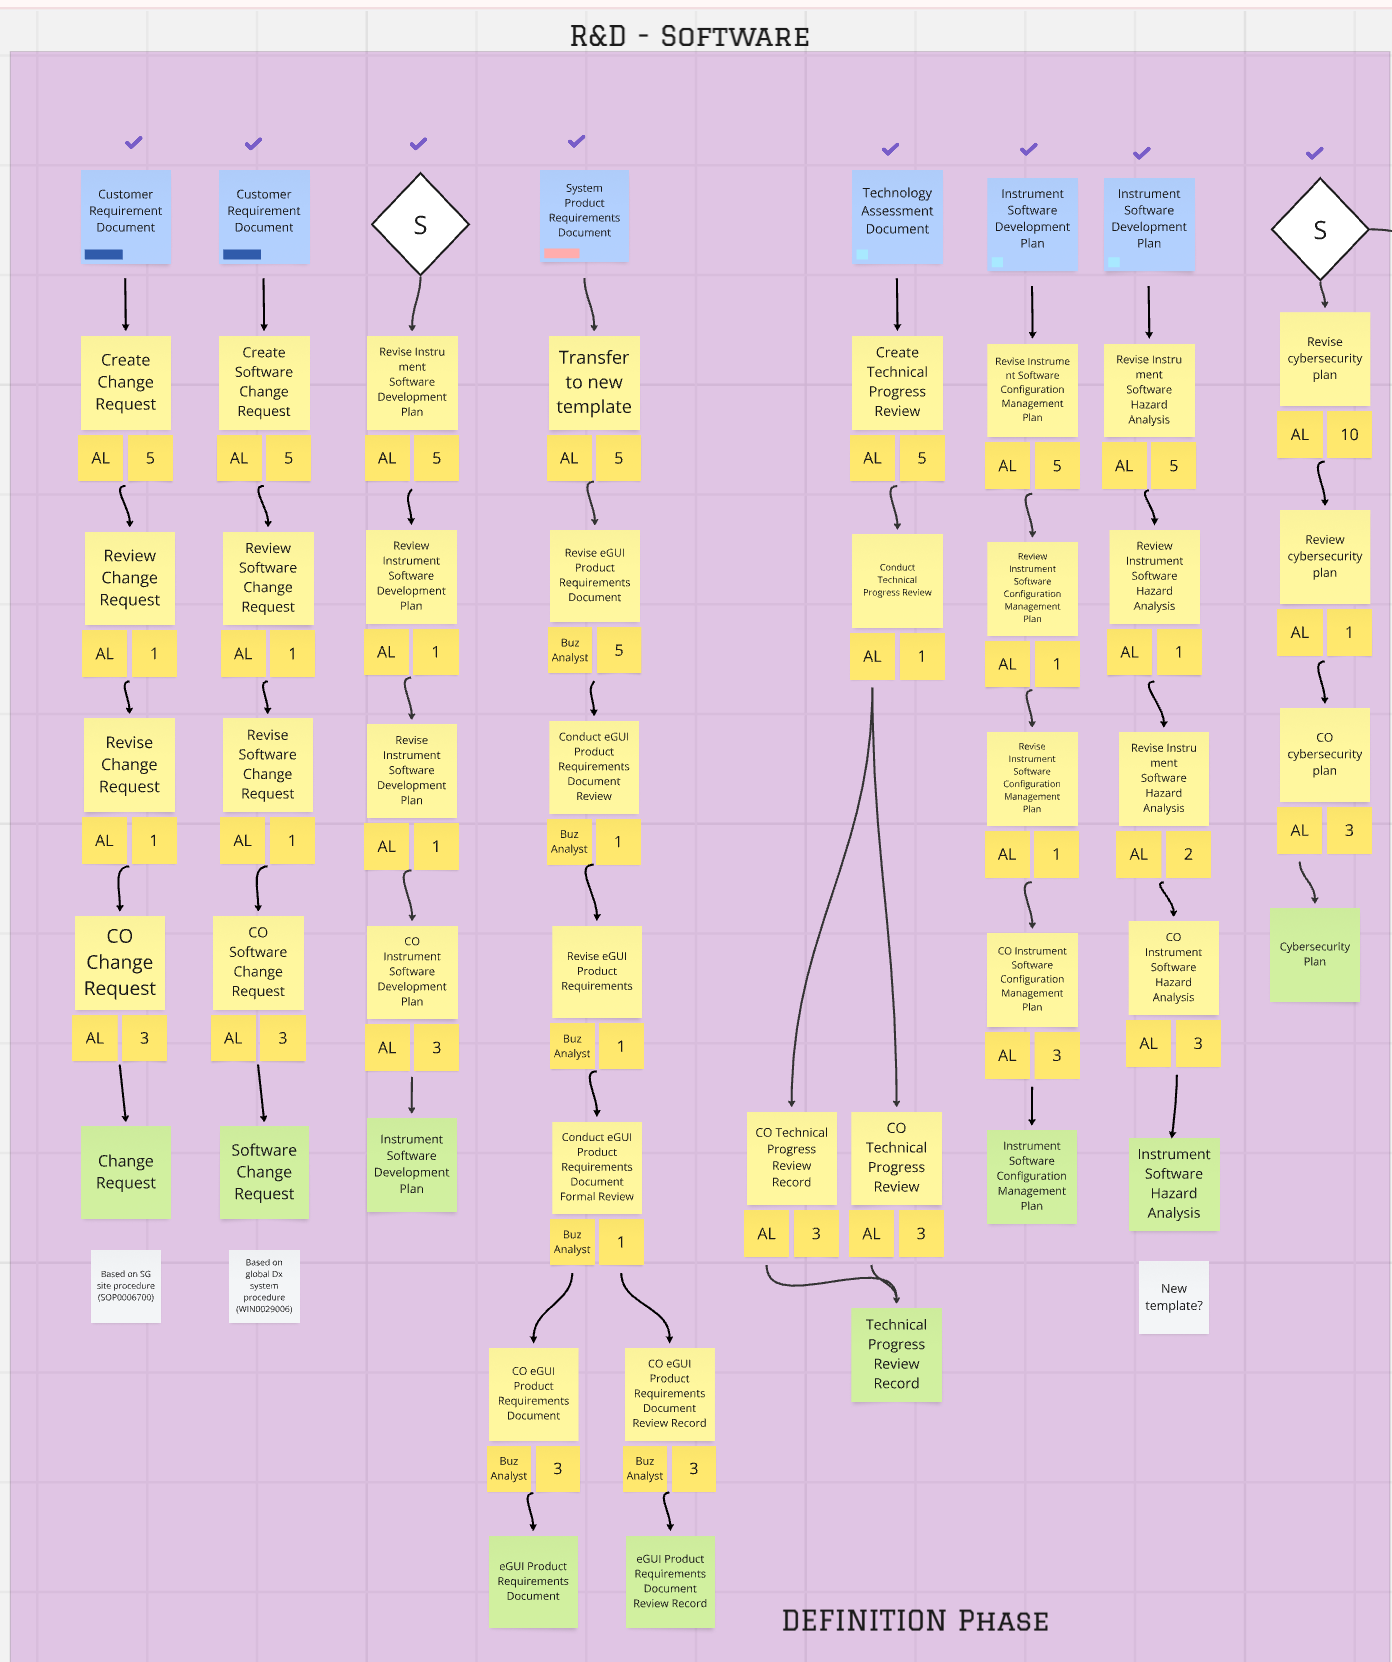 R&D - Software
Customer
Requirement
Document
Create
Change
Request
AL 5
Review
Change
Request
AL 1
Revise
Change
Request
AL 1
CO
Change
Request
AL 3
Change
Request
Based on SG
site procedure
(SOP0006700)
Customer
Requirement
Document
Create
Software
Change
Request
AL 5
Review
Software
Change
Request
AL 1
Revise
Software
Change
Request
AL 1
CO
Software
Change
Request
AL 3
Software
Change
Request
Based on
global Dx
system
procedure
(WIN0029006)
S
Revise Instru
ment
Software
Development
Plan
AL 5
Review
Instrument
Software
Development
Plan
AL 1
Revise
Instrument
Software
Development
Plan
AL 1
CO
Instrument
Software
Development
Plan
AL 3
Instrument
Software
Development
Plan
System
Product
Requirements
Document
Transfer
to new
template
AL 5
Revise eGUI
Product
Requirements
Document
Buz
Analyst 5
Conduct eGUI
Product
Requirements
Document
Review
Buz
Analyst 1
Revise eGUI
Product
Requirements
Buz
Analyst 1
Conduct eGUI
Product
Requirements
Document
Formal Review
Buz
Analyst 1
CO eGUI
Product
Requirements
Document
Buz
Analyst 3
eGUI Product
Requirements
Document
CO eGUI
Product
Requirements
Document
Review Record
Buz
Analyst 3
eGUI Product
Requirements
Document
Review Record
Technology
Assessment
Document
Create
Technical
Progress
Review
AL 5
Conduct
Technical
Progress Review
AL 1
CO Technical
Progress
Review
Record
AL 3
CO
Technical
Progress
Review
AL 3
Technical
Progress
Review
Record
Instrument
Software
Development
Plan
Revise Instrume
nt Software
Configuration
Management
Plan
AL 5
Review
Instrument
Software
Configuration
Management
Plan
AL 1
Revise
Instrument
Software
Configuration
Management
Plan
AL 1
CO Instrument
Software
Configuration
Management
Plan
AL 3
Instrument
Software
Configuration
Management
Plan
Instrument
Software
Development
Plan
Revise Instru
ment
Software
Hazard
Analysis
AL 5
Review
Instrument
Software
Hazard
Analysis
AL 1
Revise Instru
ment
Software
Hazard
Analysis
AL 2
CO
Instrument
Software
Hazard
Analysis
AL 3
Instrument
Software
Hazard
Analysis
New
template?
S
Revise
cybersecurity
plan
AL 10
Review
cybersecurity
plan
AL 1
CO
cybersecurity
plan
AL 3
Cybersecurity
Plan
Definition Phase